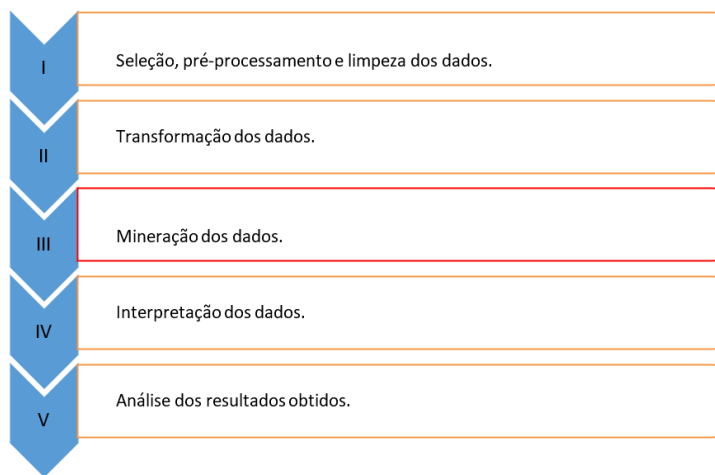 I
Seleção, pré-processamento e limpeza dos dados.
II
Transformação dos dados.
III
Mineração dos dados.
IV
Interpretação dos dados.
V
Análise dos resultados obtidos.